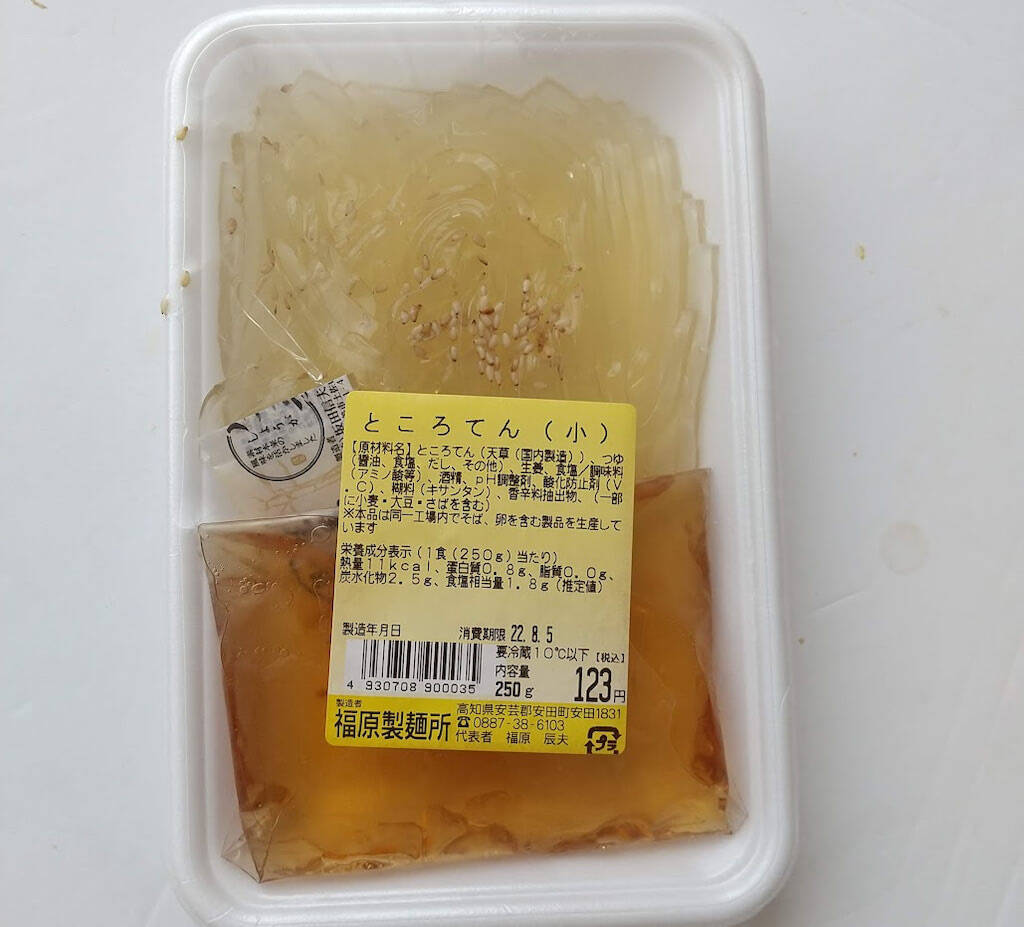 しょうが
ところてん(小)
【原材料名】ところてん(天草(国内製造))、つゆ
(醤油、食塩、だし、その他)、生姜、食塩/調味料
(アミノ酸等)、酒精、pH調整剤、酸化防止剤(V
.C)、糊料(キサンタン)、香辛料抽出物、(一部
に小麦・大豆・さばを含む)
※本品は同一工場内でそば、卵を含む製品を生産して
います
栄養成分表示(1食(250g)当たり)
熱量11kcal、蛋白質0.8g、脂質0.0g、
炭水化物2.5g、食塩相当量1.8g(推定値)
製造年月日 消費期限 22.8.5
要冷蔵10℃以下 【税込】
内容量
250g 123円
4 930708 900035
製造者
福原製麺所
高知県安芸郡安田町安田1831
☎0887-38-6103
代表者 福原 辰夫
プラ